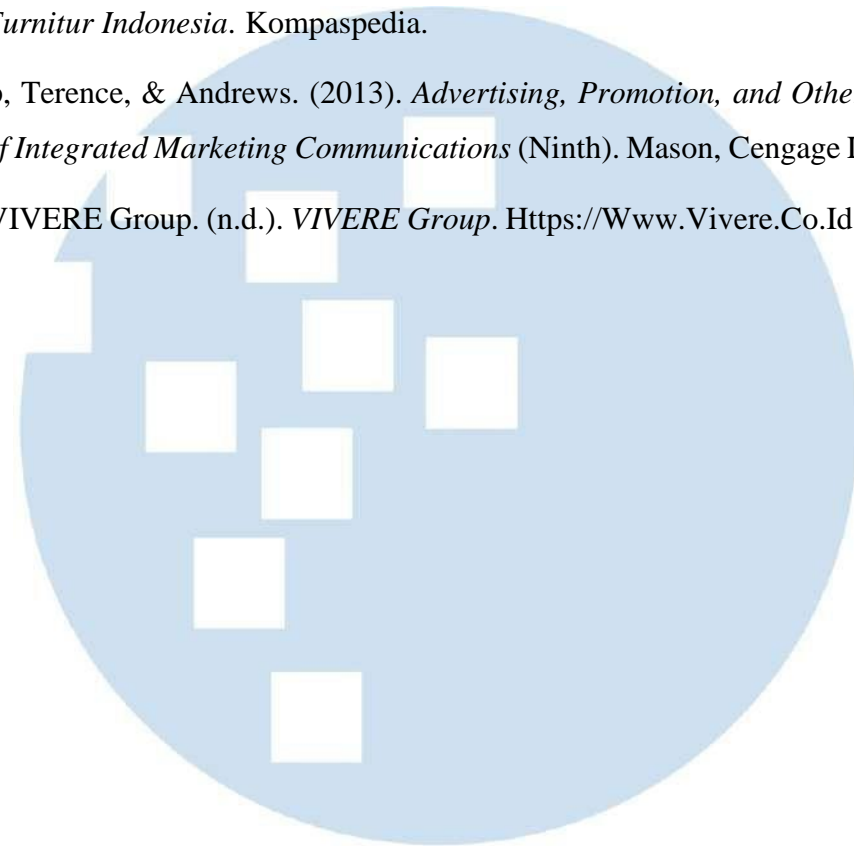 Furnitur Indonesia. Kompaspedia.
o, Terence, & Andrews. (2013). Advertising, Promotion, and Othe
f Integrated Marketing Communications (Ninth). Mason, Cengage
VIVERE Group. (n.d.). VIVERE Group. Https://Www.Vivere.Co.Id